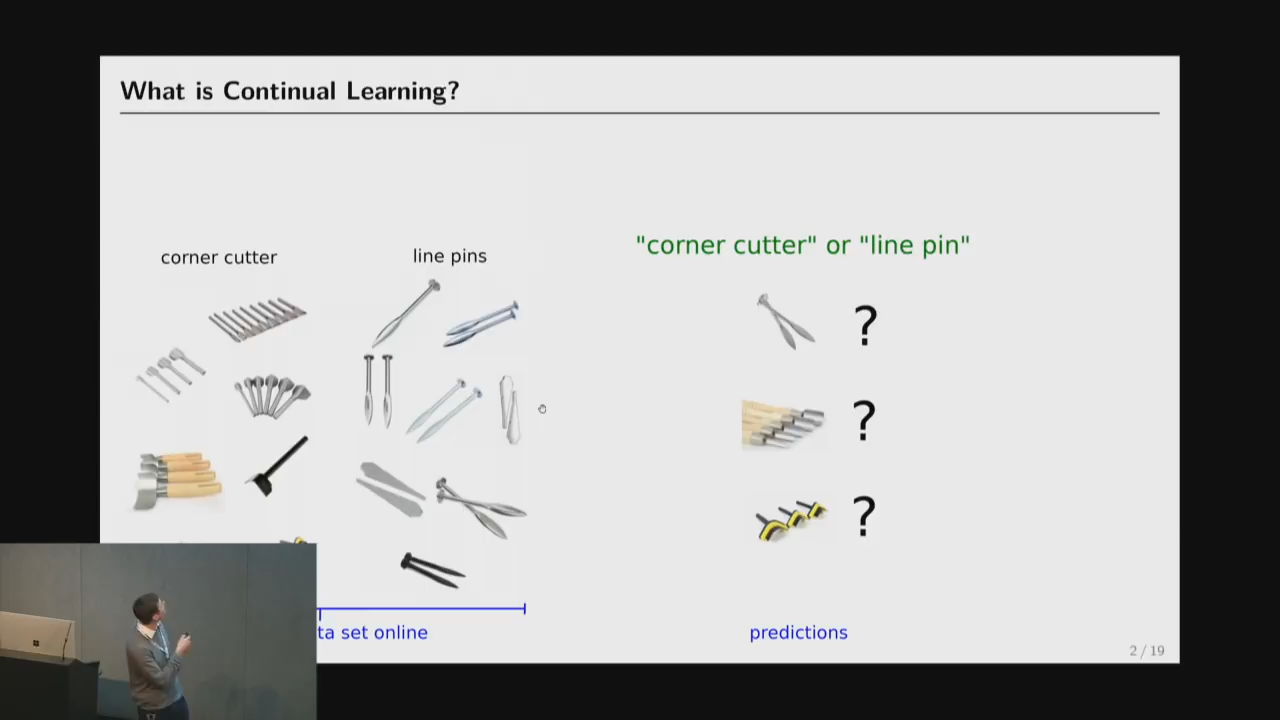 What is Continual Learning?
corner cutter
line pins
"corner cutter" or "line pin"
?
?
?
ta set online
predictions
2 / 19